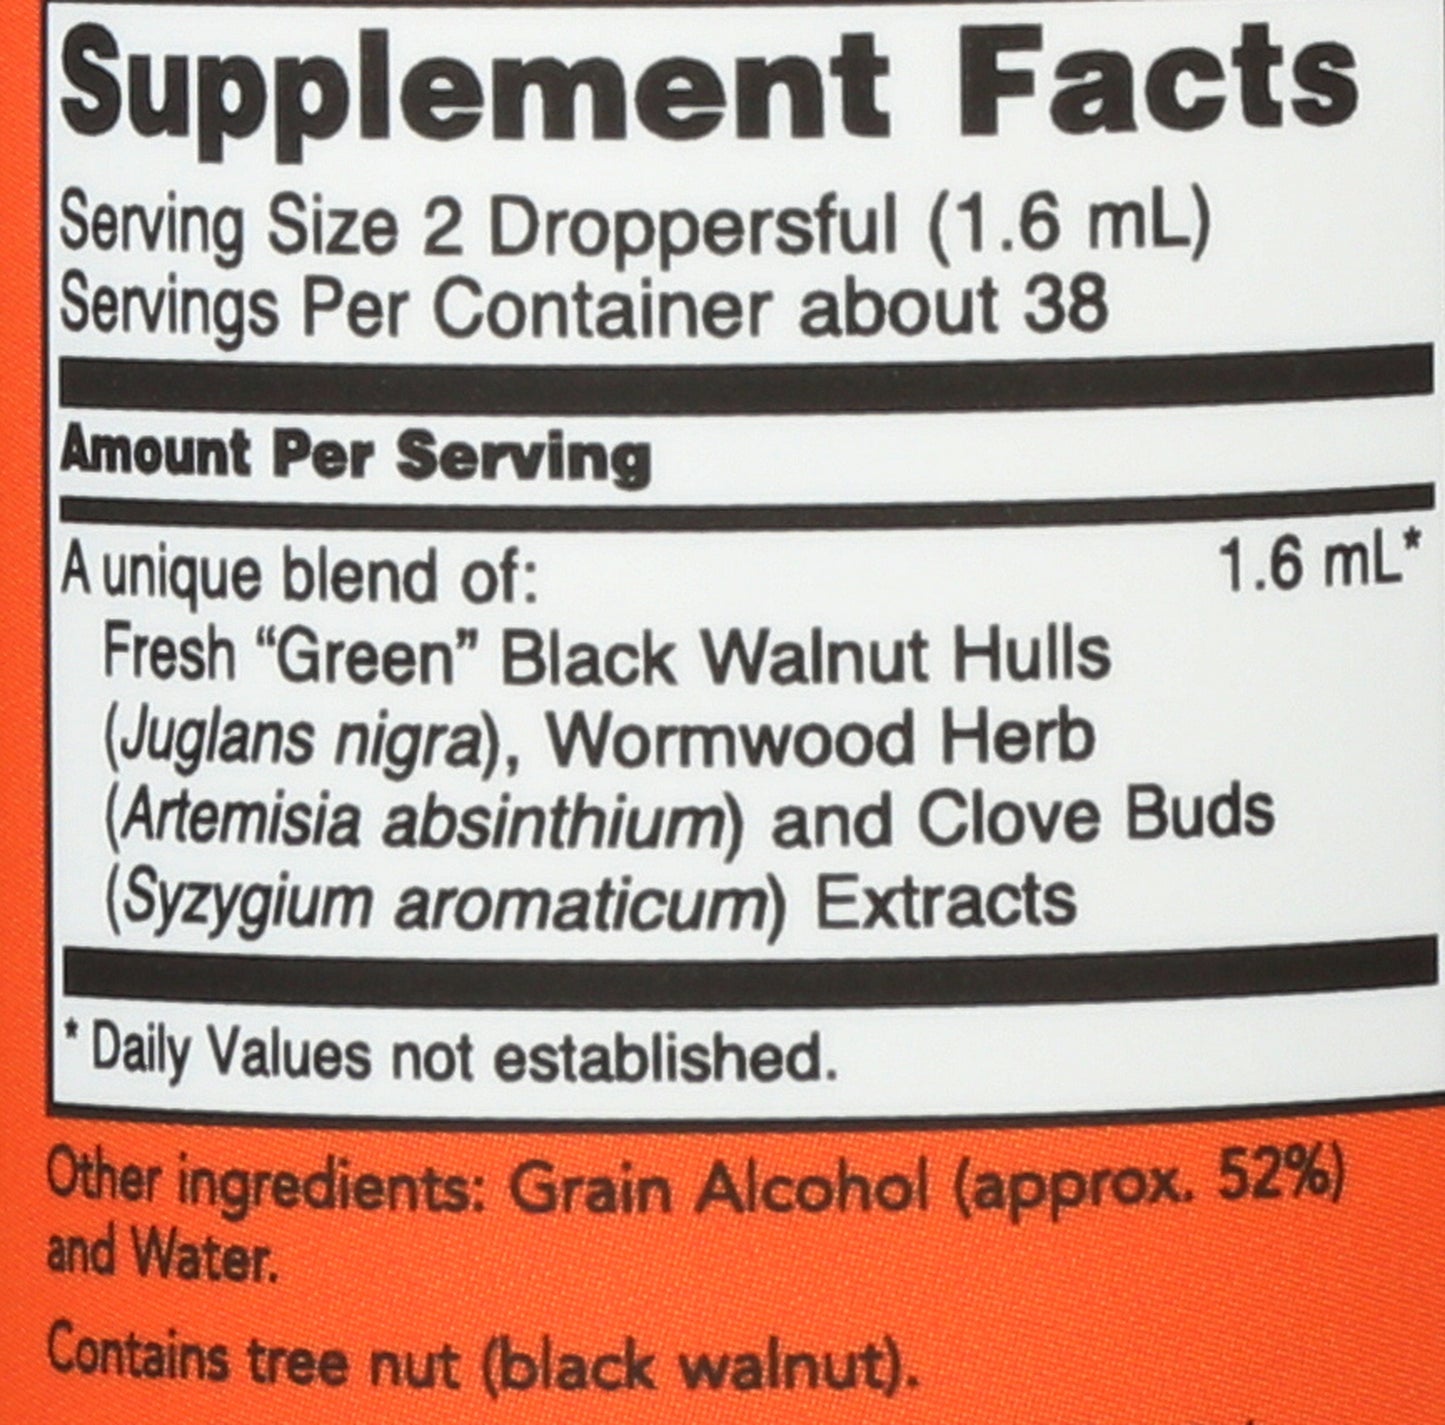 Supplement Facts
Serving Size 2 Droppersful (1.6 mL)
Servings Per Container about 38
Amount Per Serving
A unique blend of: 1.6 mL*
Fresh “Green” Black Walnut Hulls
(Juglans nigra), Wormwood Herb
(Artemisia absinthium) and Clove Buds
(Syzygium aromaticum) Extracts
* Daily Values not established.
Other ingredients: Grain Alcohol (approx. 52%)
and Water.
Contains tree nut (black walnut).